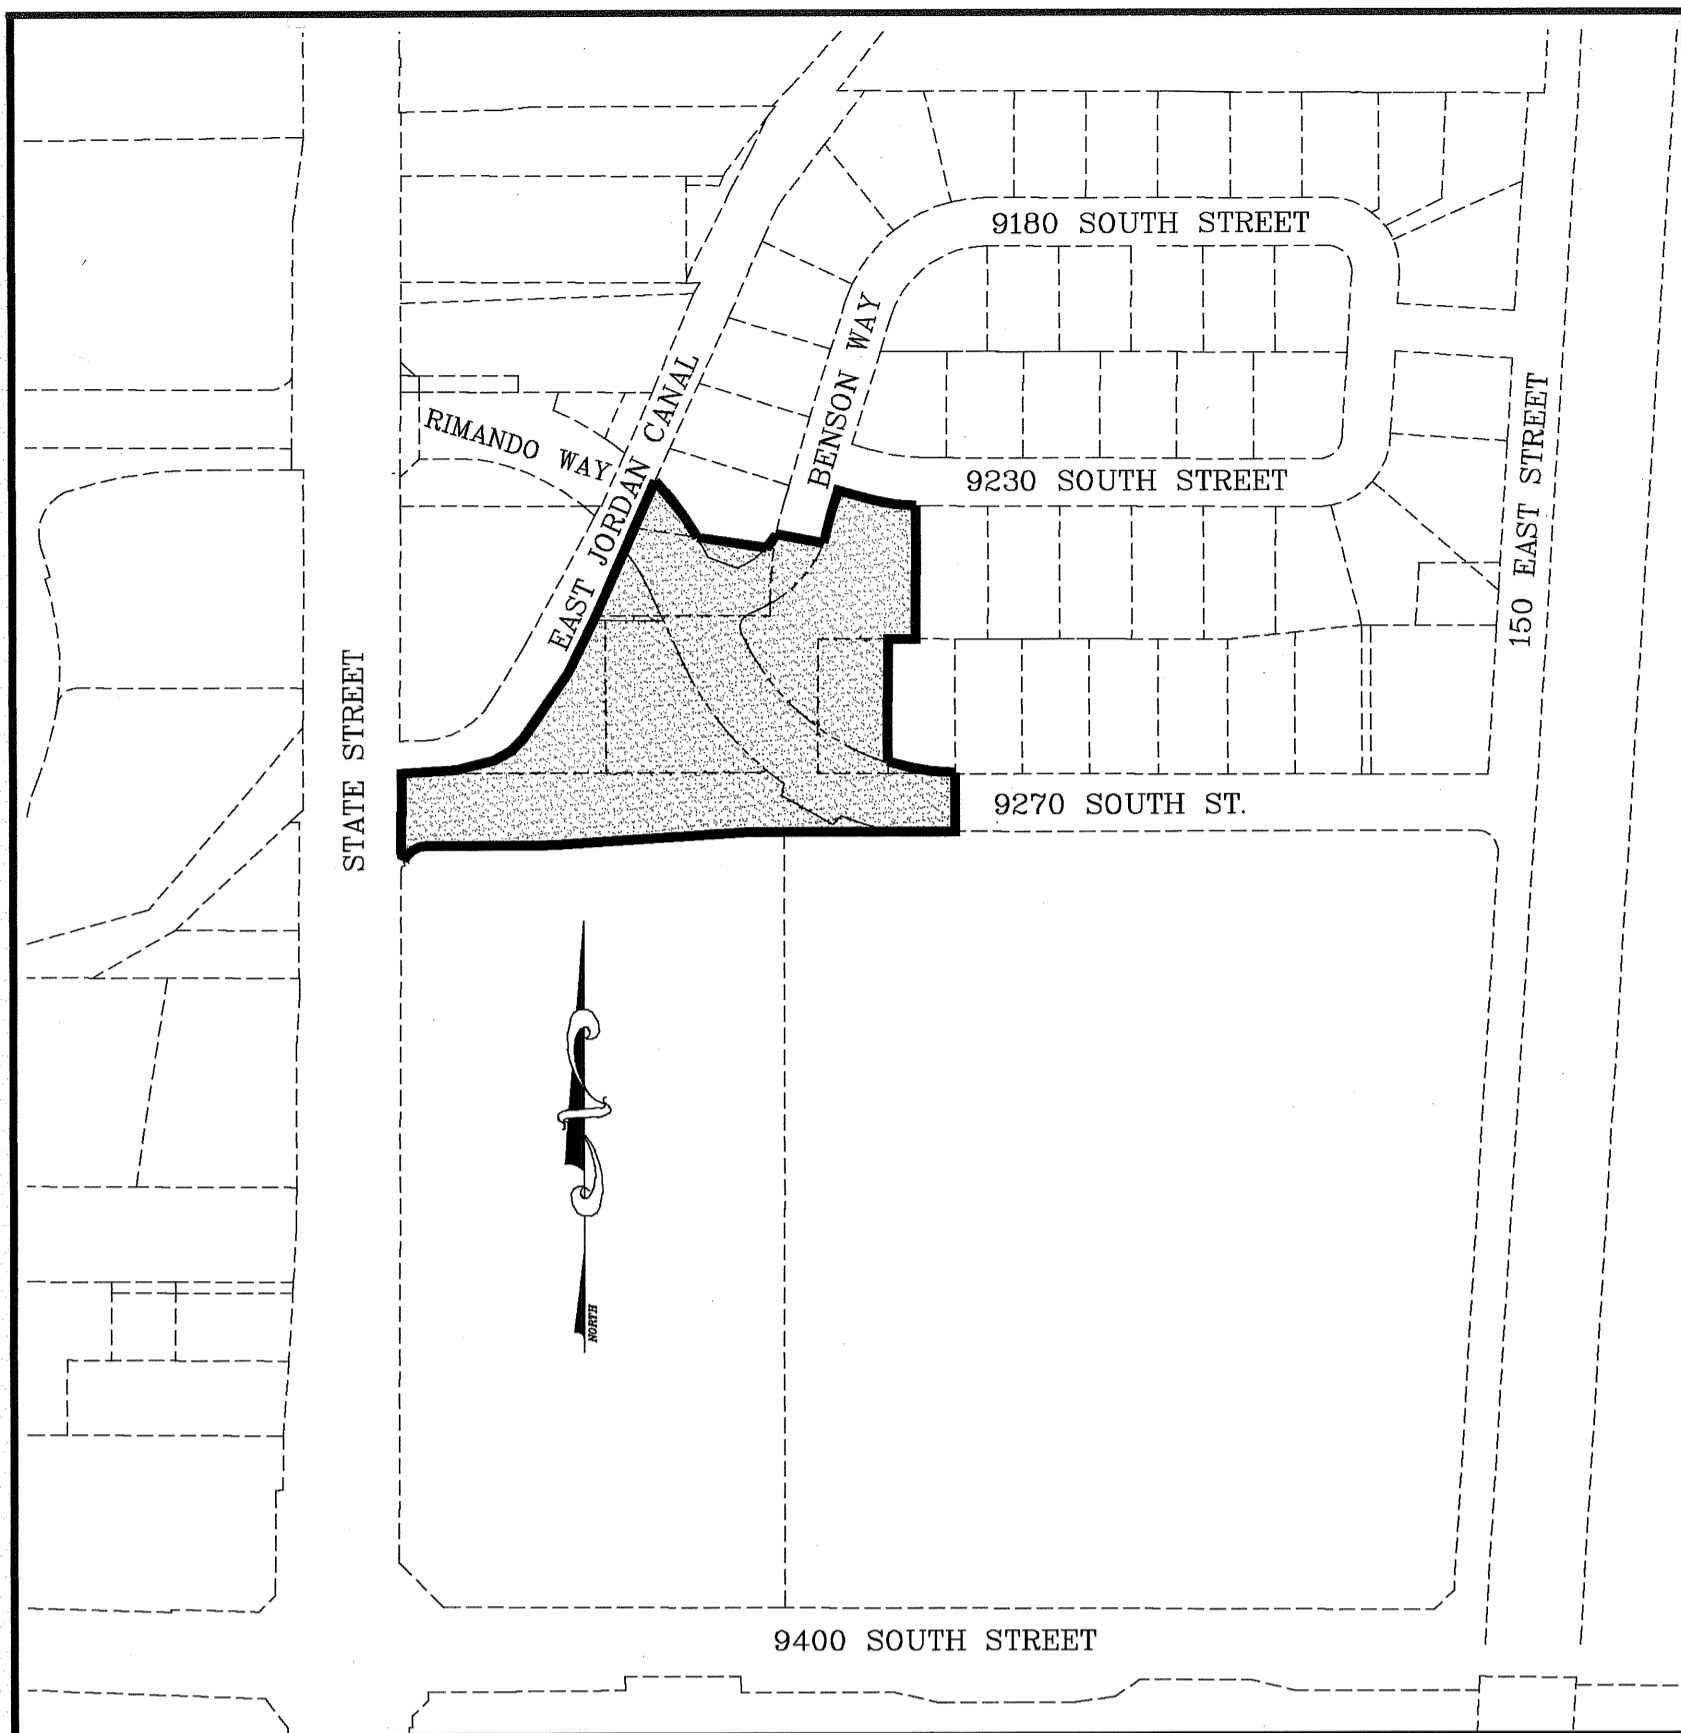 9180 SOUTH STREET
BENSON WAY
EAST JORDAN CANAL
RIMANDO WAY
9230 SOUTH STREET
150 EAST STREET
STATE STREET
9270 SOUTH ST.
NORTH
9400 SOUTH STREET